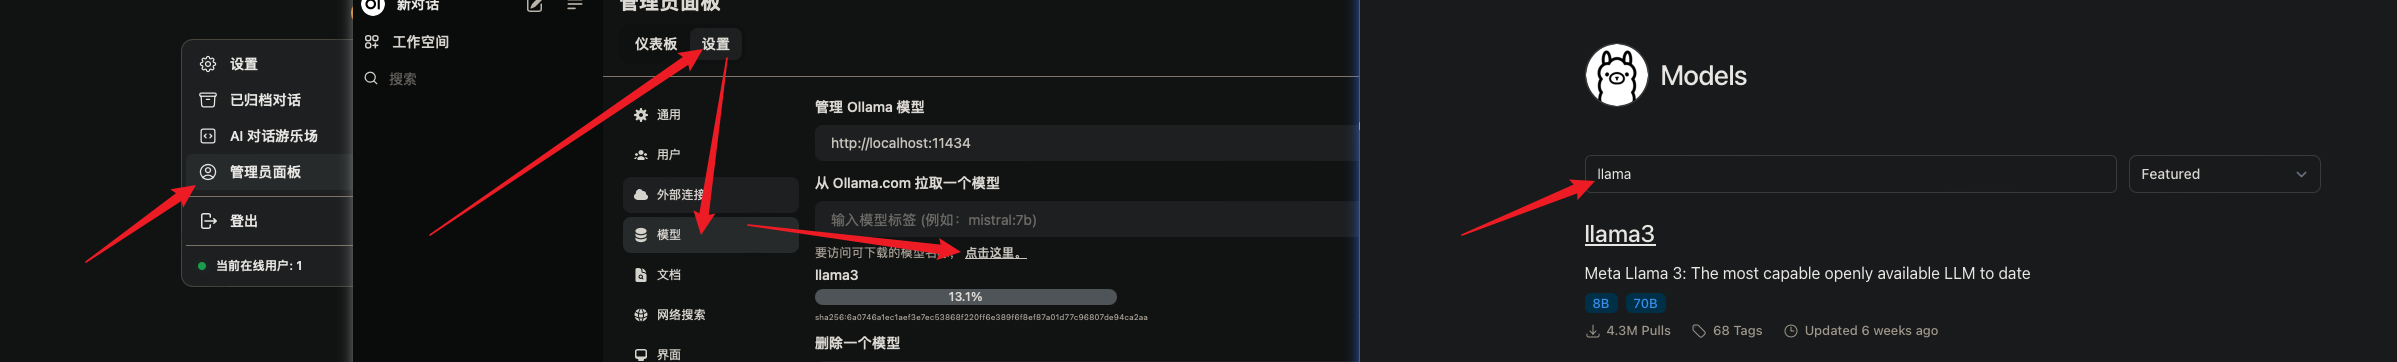 设置
已归档对话
AI 对话游乐场
管理员面板
登出
当前在线用户: 1
新对话
工作空间
搜索
管理员面板
仪表板 设置
通用
用户
外部连接
模型
文档
网络搜索
界面
管理 Ollama 模型
http://localhost:11434
从 Ollama.com 拉取一个模型
输入模型标签 (例如：mistral:7b)
要访问可下载的模型名称，点击这里。
llama3
13.1%
sha256:6a0746a1ec1aef3e7ec53868f220ff6e389f6f8ef87a01d77c96807de94ca2aa
删除一个模型
Models
llama
Featured
llama3
Meta Llama 3: The most capable openly available LLM to date
8B 70B
4.3M Pulls 68 Tags Updated 6 weeks ago